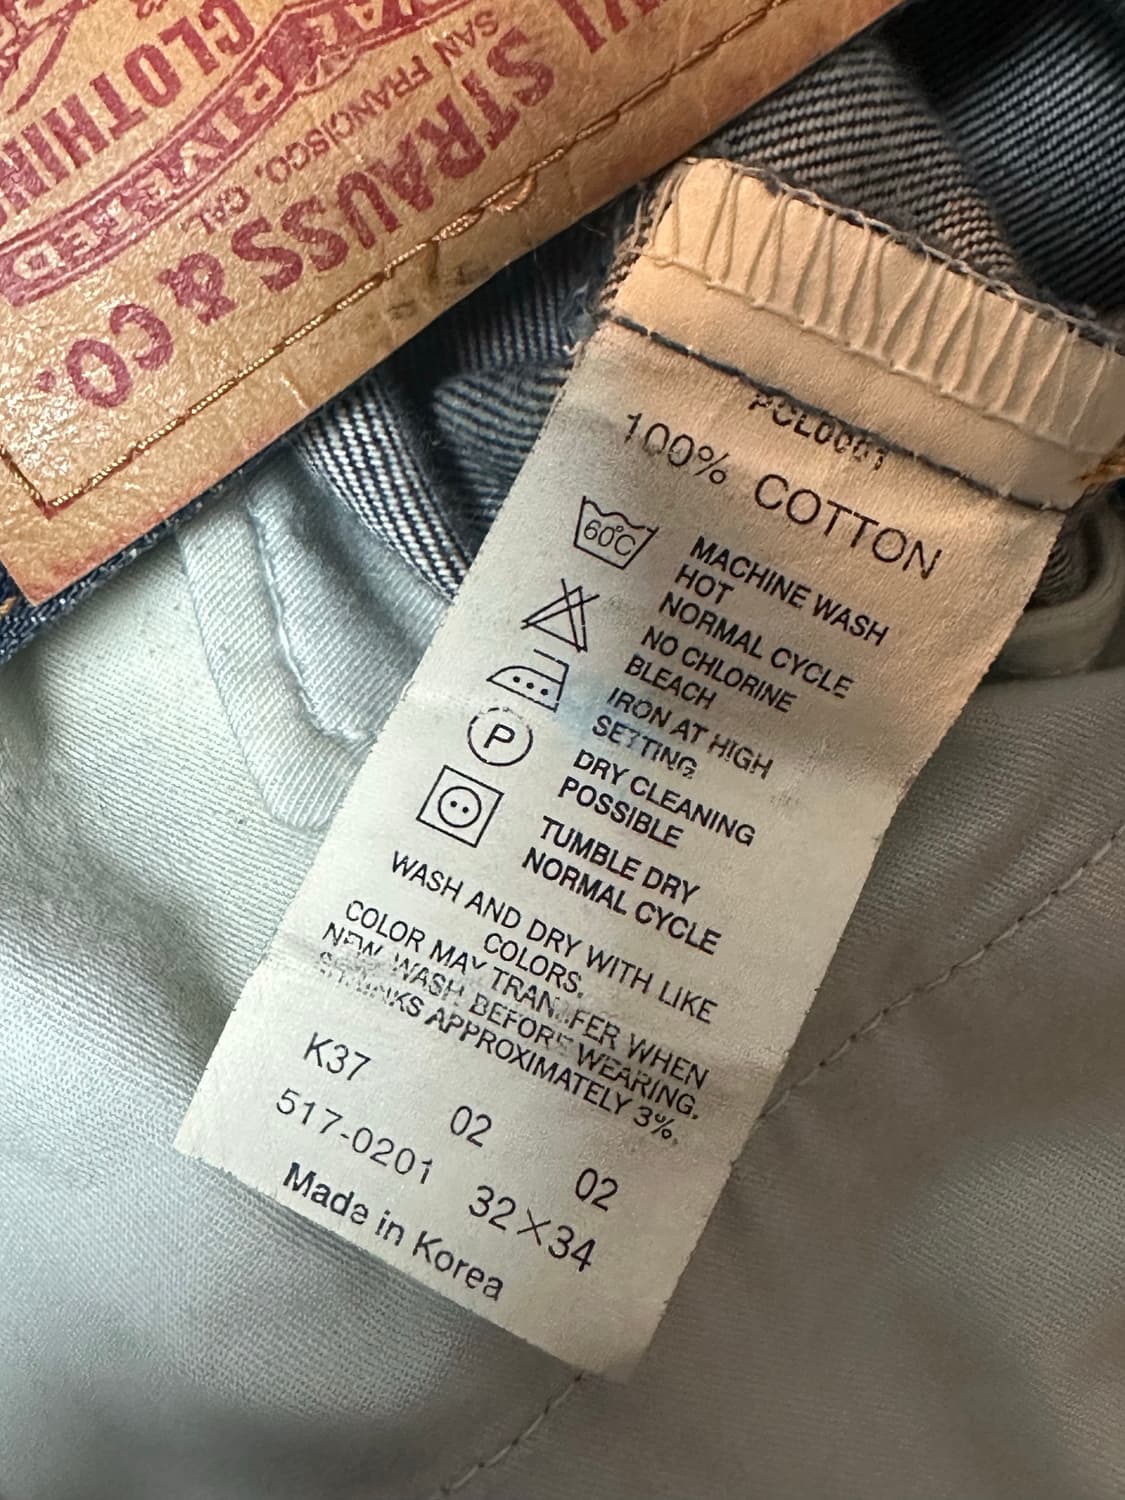 STRAUSS & CO.
SAN FRANCISCO, CAL.
CLOTHIN
PCL0061
100% COTTON
60°C
MACHINE WASH
HOT
NORMAL CYCLE
NO CHLORINE
BLEACH
IRON AT HIGH
SETTING
P
DRY CLEANING
POSSIBLE
TUMBLE DRY
NORMAL CYCLE
WASH AND DRY WITH LIKE
COLORS.
COLOR MAY TRANSFER WHEN
NEW. WASH BEFORE WEARING.
SHRINKS APPROXIMATELY 3%.
K37 02 02
517-0201 32×34
Made in Korea